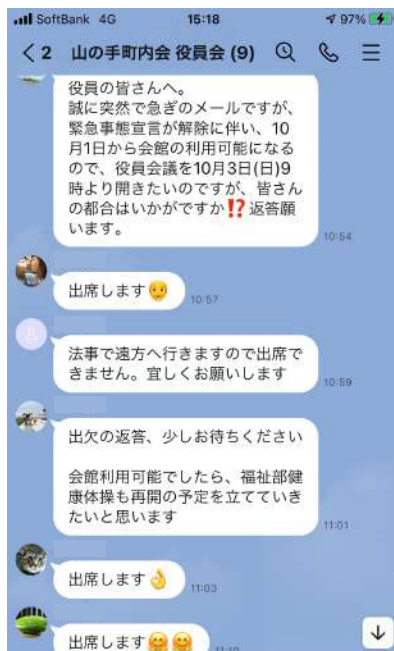 SoftBank 4G 15:18 97%
2 山の手町内会 役員会 (9)
役員の皆さんへ。
誠に突然で急ぎのメールですが、
緊急事態宣言が解除に伴い、10
月1日から会館の利用可能になる
ので、役員会議を10月3日(日)9
時より開きたいのですが、皆さん
の都合はいかがですか⁉️返答願
います。
10:54
出席します
10:57
法事で遠方へ行きますので出席で
きません。宜しくお願いします
10:59
出欠の返答、少しお待ちください
会館利用可能でしたら、福祉部健
康体操も再開の予定を立てていき
たいと思います
11:01
出席します👌
11:03
出席します🤗🤗